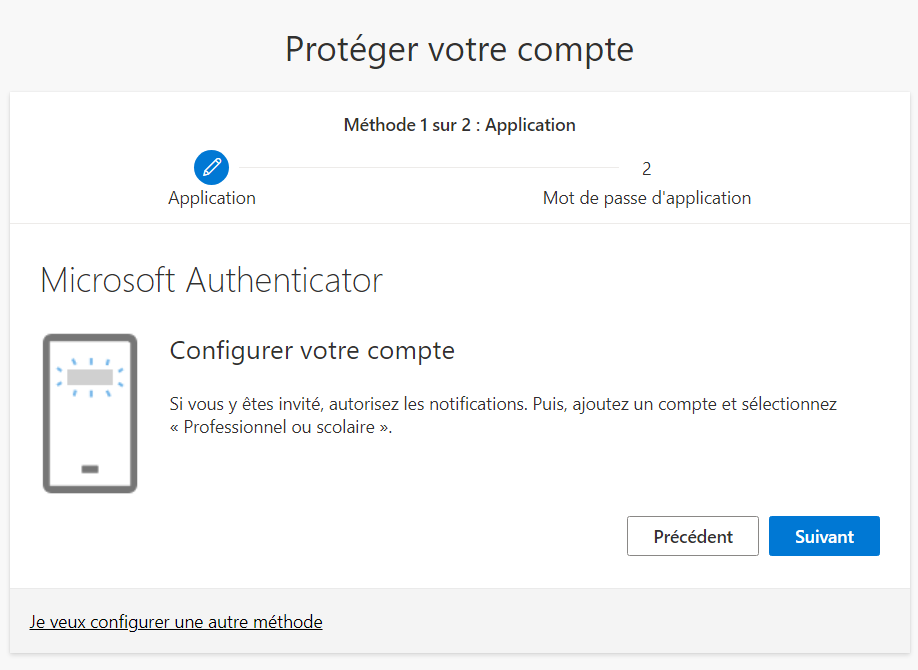 Protéger votre compte
Méthode 1 sur 2 : Application
2
Application
Mot de passe d'application
Microsoft Authenticator
Configurer votre compte
Si vous y êtes invité, autorisez les notifications. Puis, ajoutez un compte et sélectionnez
« Professionnel ou scolaire ».
Précédent
Suivant
Je veux configurer une autre méthode